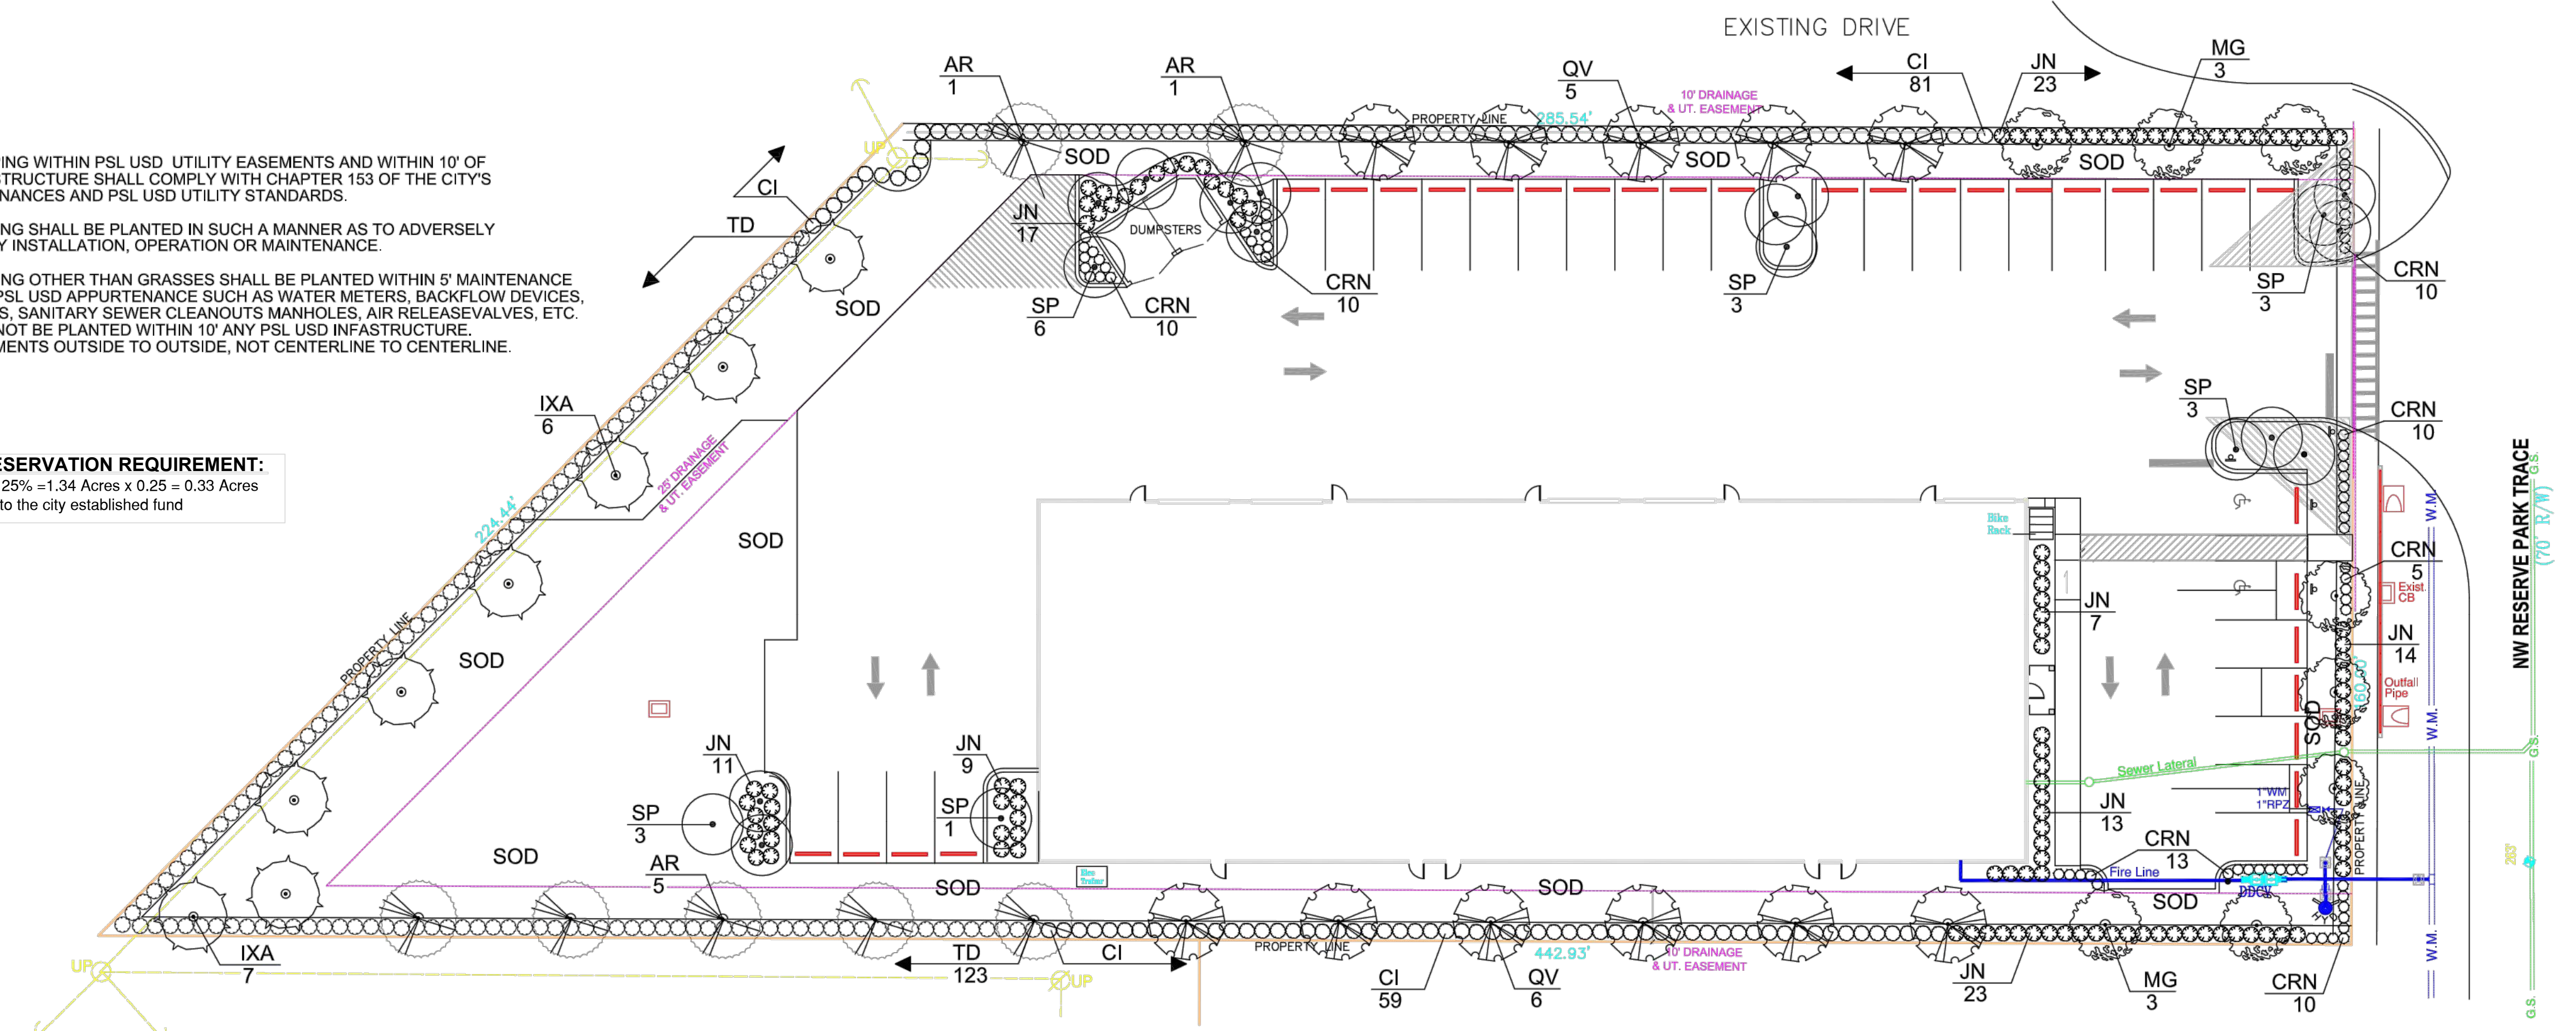 EXISTING DRIVE
AR
1
AR
1
QV
5
10' DRAINAGE
& UT. EASEMENT
CI
81
JN
23
MG
3
PROPERTY LINE
285.54'
UP
SOD
SOD
SOD
PING WITHIN PSL USD UTILITY EASEMENTS AND WITHIN 10' OF
STRUCTURE SHALL COMPLY WITH CHAPTER 153 OF THE CITY'S
NANCES AND PSL USD UTILITY STANDARDS.
ING SHALL BE PLANTED IN SUCH A MANNER AS TO ADVERSELY
Y INSTALLATION, OPERATION OR MAINTENANCE.
ING OTHER THAN GRASSES SHALL BE PLANTED WITHIN 5' MAINTENANCE
PSL USD APPURTENANCE SUCH AS WATER METERS, BACKFLOW DEVICES,
S, SANITARY SEWER CLEANOUTS MANHOLES, AIR RELEASEVALVES, ETC.
NOT BE PLANTED WITHIN 10' ANY PSL USD INFASTRUCTURE.
MENTS OUTSIDE TO OUTSIDE, NOT CENTERLINE TO CENTERLINE.
CI
TD
JN
17
DUMPSTERS
SP
6
CRN
10
CRN
10
SP
3
SP
3
CRN
10
SOD
IXA
6
SP
3
CRN
10
ESERVATION REQUIREMENT:
25% =1.34 Acres x 0.25 = 0.33 Acres
to the city established fund
25' DRAINAGE
& UT. EASEMENT
224.44'
PROPERTY LINE
SOD
SOD
Bike
Rack
CRN
5
Exist.
CB
JN
7
JN
14
Outfall
Pipe
160.00'
SOD
W.M.
W.M.
W.M.
G.S.
G.S.
G.S.
NW RESERVE PARK TRACE
(70' R/W)
JN
11
JN
9
SP
3
SP
1
Sewer Lateral
1"WM
1"RPZ
JN
13
CRN
13
PROPERTY LINE
Fire Line
DDCV
SOD
AR
5
SOD
Elec
SOD
SOD
IXA
7
UP
TD
123
CI
UP
PROPERTY LINE
442.93'
10' DRAINAGE
& UT. EASEMENT
CI
59
QV
6
JN
23
MG
3
CRN
10